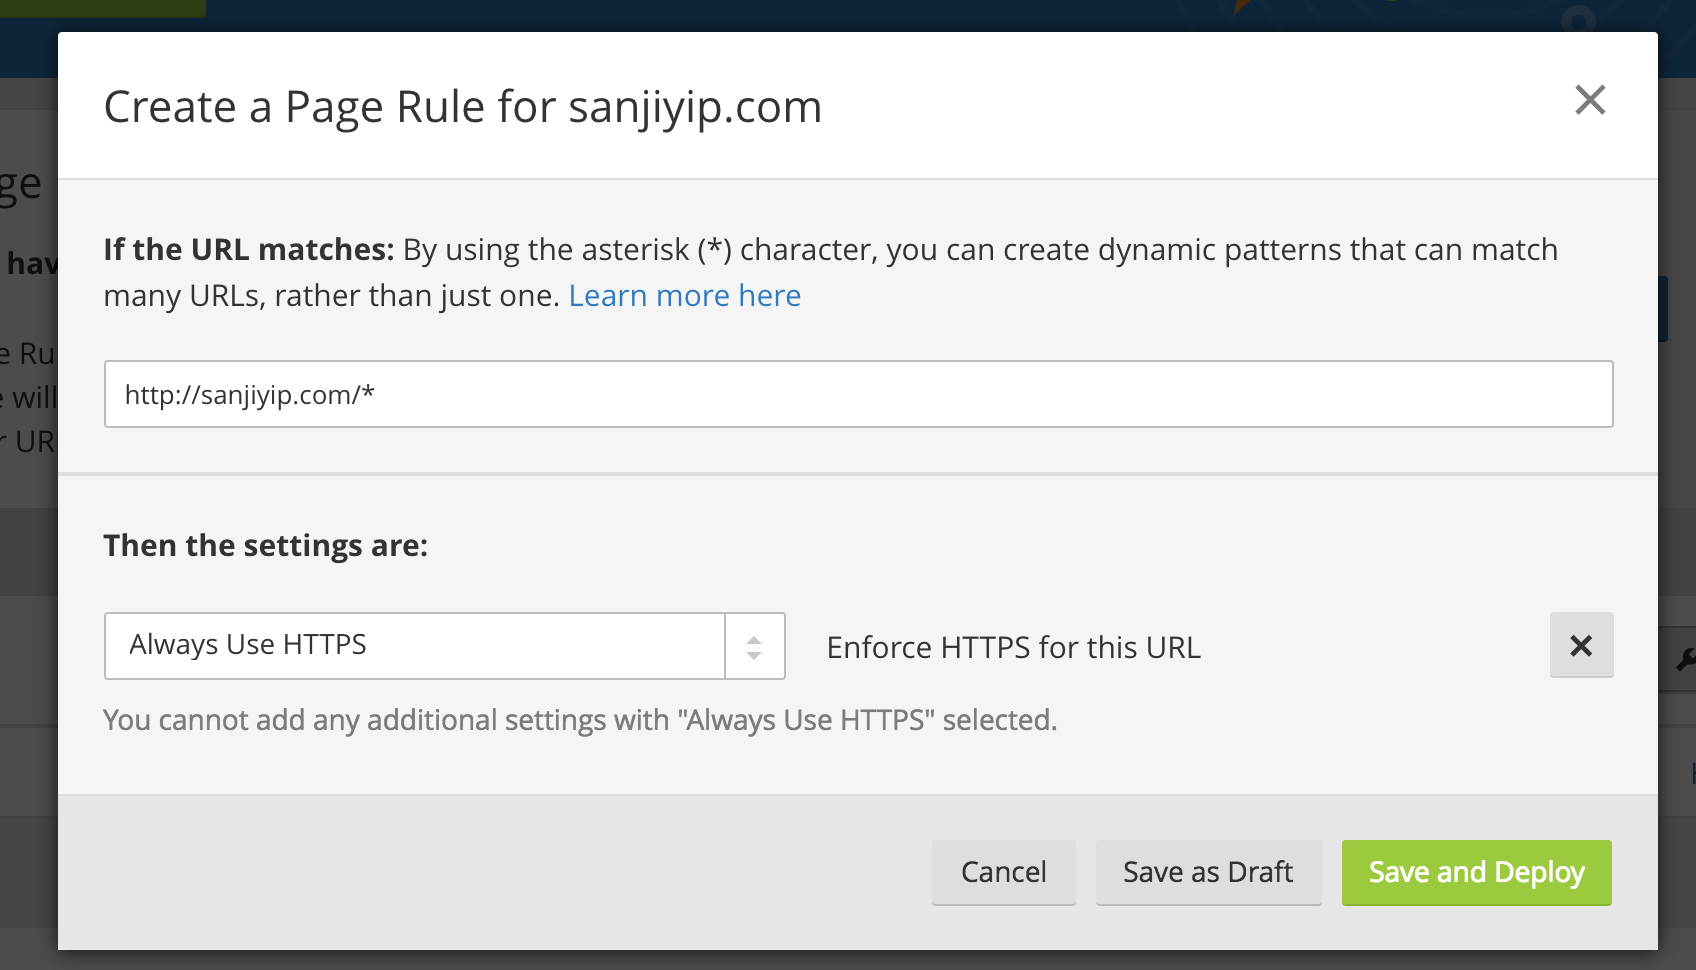 Create a Page Rule for sanjiyip.com
ge
hav
If the URL matches: By using the asterisk (*) character, you can create dynamic patterns that can match
many URLs, rather than just one. Learn more here
e Ru
e will
r UR
http://sanjiyip.com/*
Then the settings are:
Always Use HTTPS
Enforce HTTPS for this URL
You cannot add any additional settings with "Always Use HTTPS" selected.
Cancel
Save as Draft
Save and Deploy